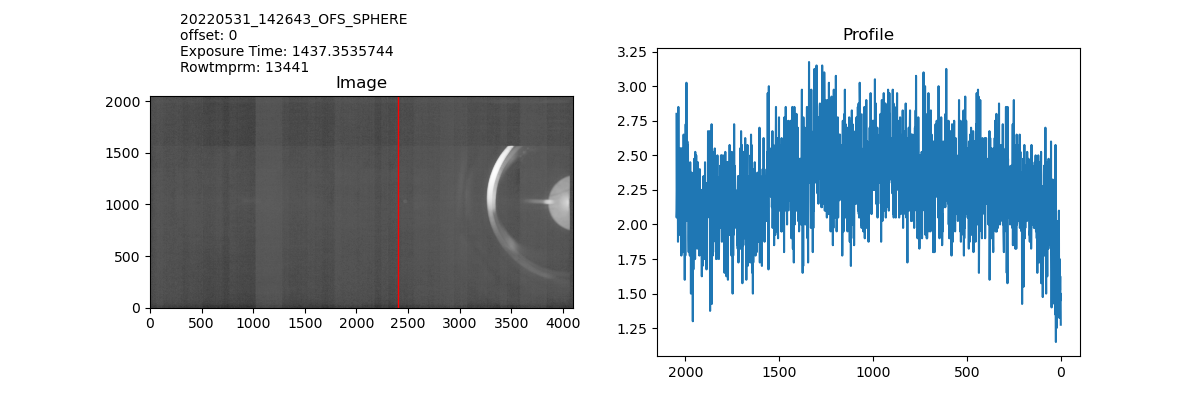 20220531_142643_OFS_SPHERE
offset: 0
Exposure Time: 1437.3535744
Rowtmprm: 13441
Image
2000
1500
1000
500
0
0 500 1000 1500 2000 2500 3000 3500 4000
Profile
3.25
3.00
2.75
2.50
2.25
2.00
1.75
1.50
1.25
2000 1500 1000 500 0